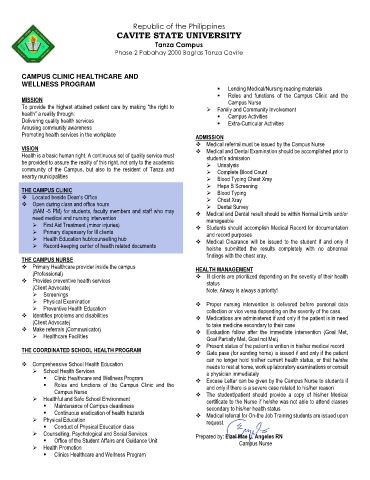 Republic of the Philippines
CAVITE STATE UNIVERSITY
Tanza Campus
Phase 2 Pabahay 2000 Bagtas Tanza Cavite
CAMPUS CLINIC HEALTHCARE AND
WELLNESS PROGRAM
MISSION
To provide the highest attained patient care by making "the right to
health" a reality through:
Delivering quality health services
Arousing community awareness
Promoting health services in the workplace
VISION
Health is a basic human right. A continuous set of quality service must
be provided to assure the reality of this right, not only to the academic
community of the Campus, but also to the resident of Tanza and
nearby municipalities
THE CAMPUS CLINIC
❖ Located beside Dean's Office
❖ Open during class and office hours
(8AM -5 PM) for students, faculty members and staff who may
need medical and nursing intervention
➢ First Aid Treatment (minor injuries)
➢ Primary dispensary for ill clients
➢ Health Education hub/counseling hub
➢ Record-keeping center of health related documents
THE CAMPUS NURSE
❖ Primary Healthcare provider inside the campus
(Professional)
❖ Provides preventive health services
(Client Advocate)
➢ Screenings
➢ Physical Examination
➢ Preventive Health Education
❖ Identifies problems and disabilities
(Client Advocate)
❖ Make referrals (Communicator)
➢ Healthcare Facilities
THE COORDINATED SCHOOL HEALTH PROGRAM
❖ Comprehensive School Health Education
➢ School Health Services
▪ Clinic Healthcare and Wellness Program
▪ Roles and functions of the Campus Clinic and the
Campus Nurse
➢ Healthful and Safe School Environment
▪ Maintenance of Campus cleanliness
▪ Continuous eradication of health hazards
➢ Physical Education
▪ Conduct of Physical Education class
➢ Counselling, Psychological and Social Services
▪ Office of the Student Affairs and Guidance Unit
➢ Health Promotion
▪ Clinics Healthcare and Wellness Program
▪ Lending Medical/Nursing reading materials
▪ Roles and functions of the Campus Clinic and the
Campus Nurse
➢ Family and Community Involvement
▪ Campus Activities
▪ Extra-Curricular Activities
ADMISSION
❖ Medical referral must be issued by the Campus Nurse
❖ Medical and Dental Examination should be accomplished prior to
student's admission
➢ Urinalysis
➢ Complete Blood Count
➢ Blood Typing Chest Xray
➢ Hepa B Screening
➢ Blood Typing
➢ Chest Xray
➢ Dental Survey
❖ Medical and Dental result should be within Normal Limits and/or
manageable
❖ Students should accomplish Medical Record for documentation
and record purposes
❖ Medical Clearance will be issued to the student if and only if
he/she submitted the results completely with no abnormal
findings with the chest xray.
HEALTH MANAGEMENT
❖ Ill clients are prioritized depending on the severity of their health
status
Note: Airway is always a priority!
❖ Proper nursing intervention is delivered before personal data
collection or vice versa depending on the severity of the case
❖ Medications are administered if and only if the patient is in need
to take medicine secondary to their case
❖ Evaluation follow after the immediate intervention (Goal Met,
Goal Partially Met, Goal not Met).
❖ Present status of the patient is written in his/her medical record
❖ Gate pass (for sending home) is issued if and only if the patient
can no longer hold his/her current health status, or that he/she
needs to rest at home, work up laboratory examinations or consult
a physician immediately
❖ Excuse Letter can be given by the Campus Nurse to students if
and only if there is a severe case related to his/her reason
❖ The student/patient should provide a copy of his/her Medical
certificate to the Nurse if he/she was not able to attend classes
secondary to his/her health status
❖ Medical referral for On-the Job Training students are issued upon
request.
Prepared by:
Angeles RN
Campus Nurse